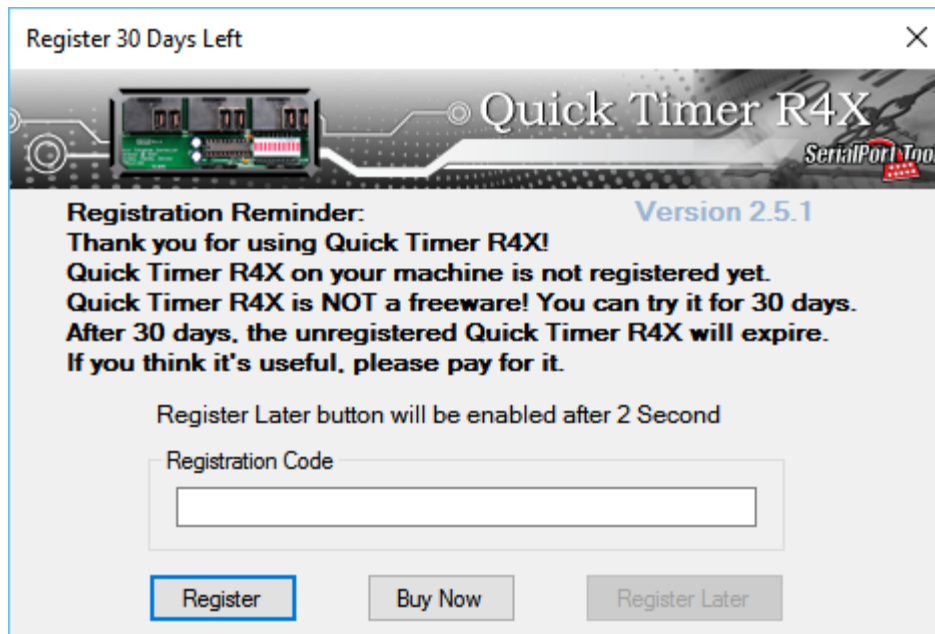 Register 30 Days Left
Quick Timer R4X
SerialPort Tool
Registration Reminder:
Version 2.5.1
Thank you for using Quick Timer R4X!
Quick Timer R4X on your machine is not registered yet.
Quick Timer R4X is NOT a freeware! You can try it for 30 days.
After 30 days, the unregistered Quick Timer R4X will expire.
If you think it's useful, please pay for it.
Register Later button will be enabled after 2 Second
Registration Code
Register
Buy Now
Register Later